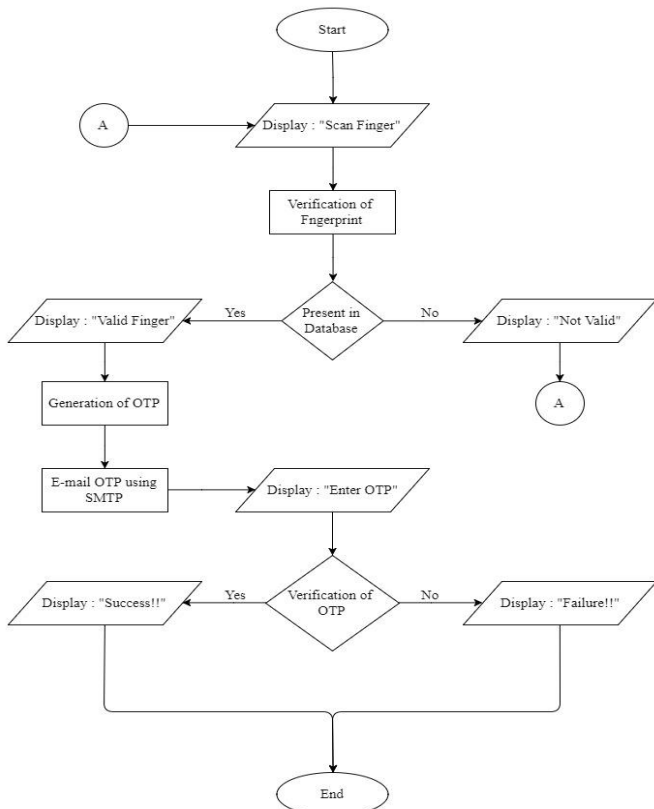 Start
A
Display : "Scan Finger"
Verification of
Fngerprint
Display : "Valid Finger"
Yes
Present in
Database
No
Display : "Not Valid"
Generation of OTP
A
E-mail OTP using
SMTP
Display : "Enter OTP"
Display : "Success!!"
Yes
Verification of
OTP
No
Display : "Failure!!"
End